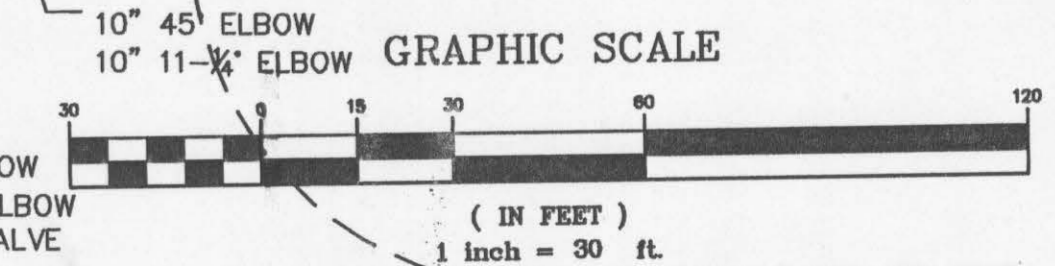 10" 45° ELBOW
10" 11-¼° ELBOW
GRAPHIC SCALE
30 0 15 30 60 120
OW
LBOW
ALVE
( IN FEET )
1 inch = 30 ft.